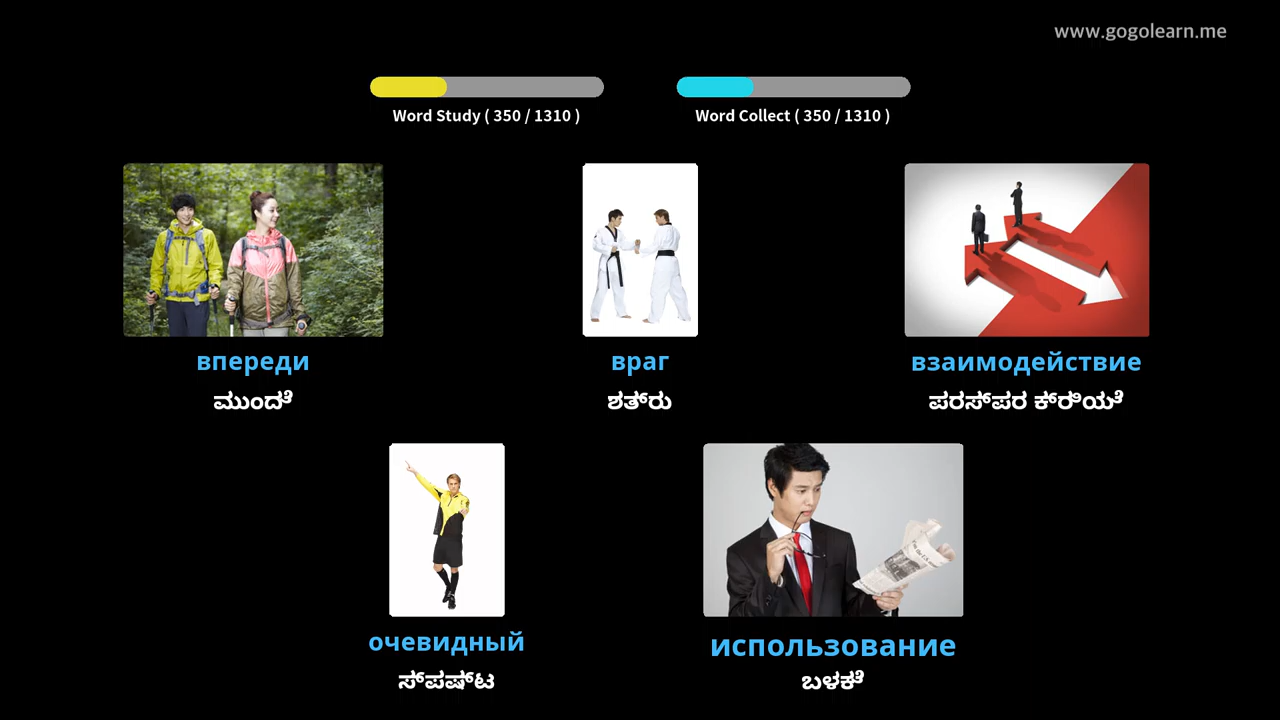 www.gogolearn.me
Word Study ( 350 / 1310 )
Word Collect ( 350 / 1310 )
впереди
враг
взаимодействие
ಮುಂದೆ
ಶತ್ರು
ಪರಸ್ಪರ ಕ್ರಿಯೆ
очевидный
использование
ಸ್ಪಷ್ಟ
ಬಳಕೆ